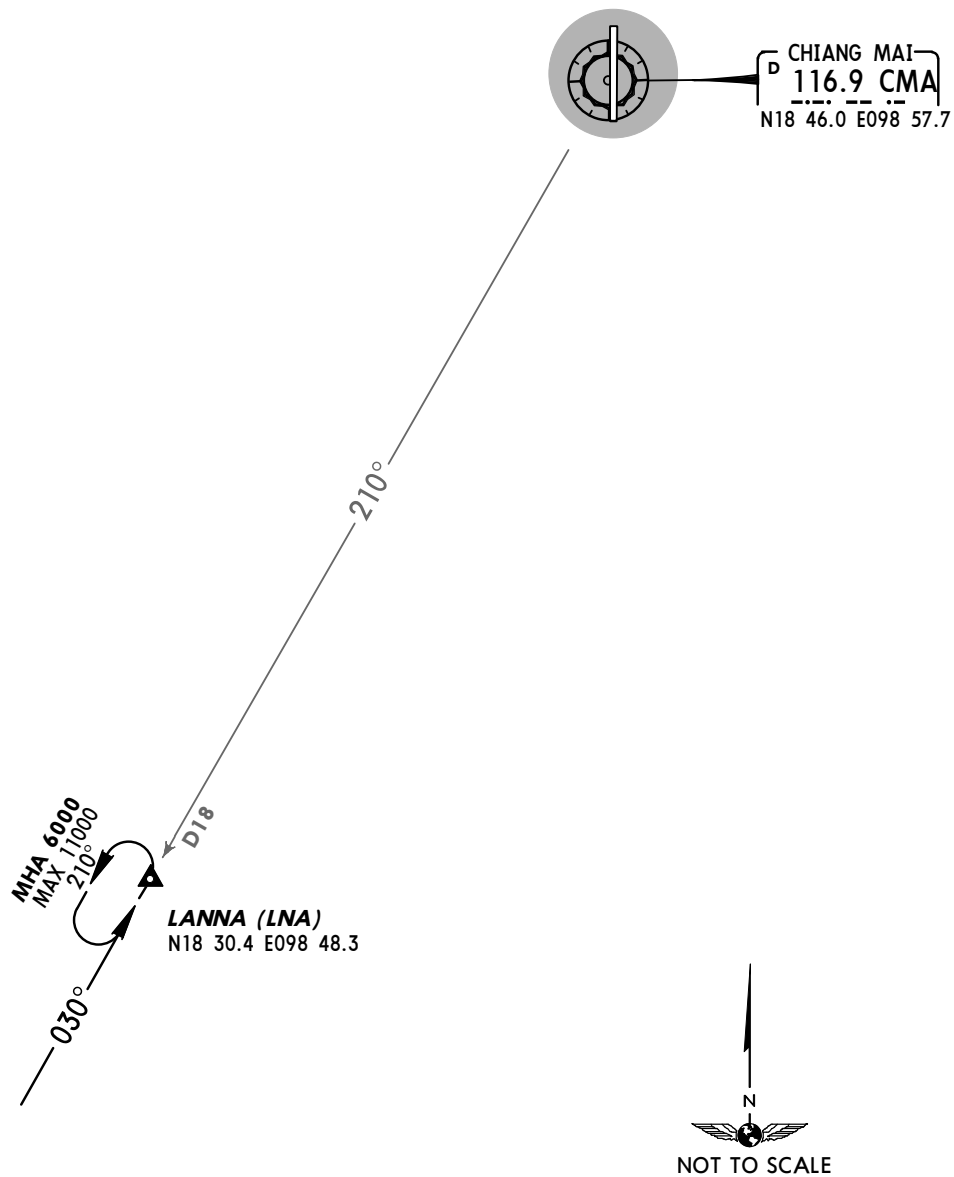 CHIANG MAI
D 116.9 CMA
N18 46.0 E098 57.7
210°
D18
MHA 6000
MAX 11000
210°
LANNA (LNA)
N18 30.4 E098 48.3
030°
N
NOT TO SCALE